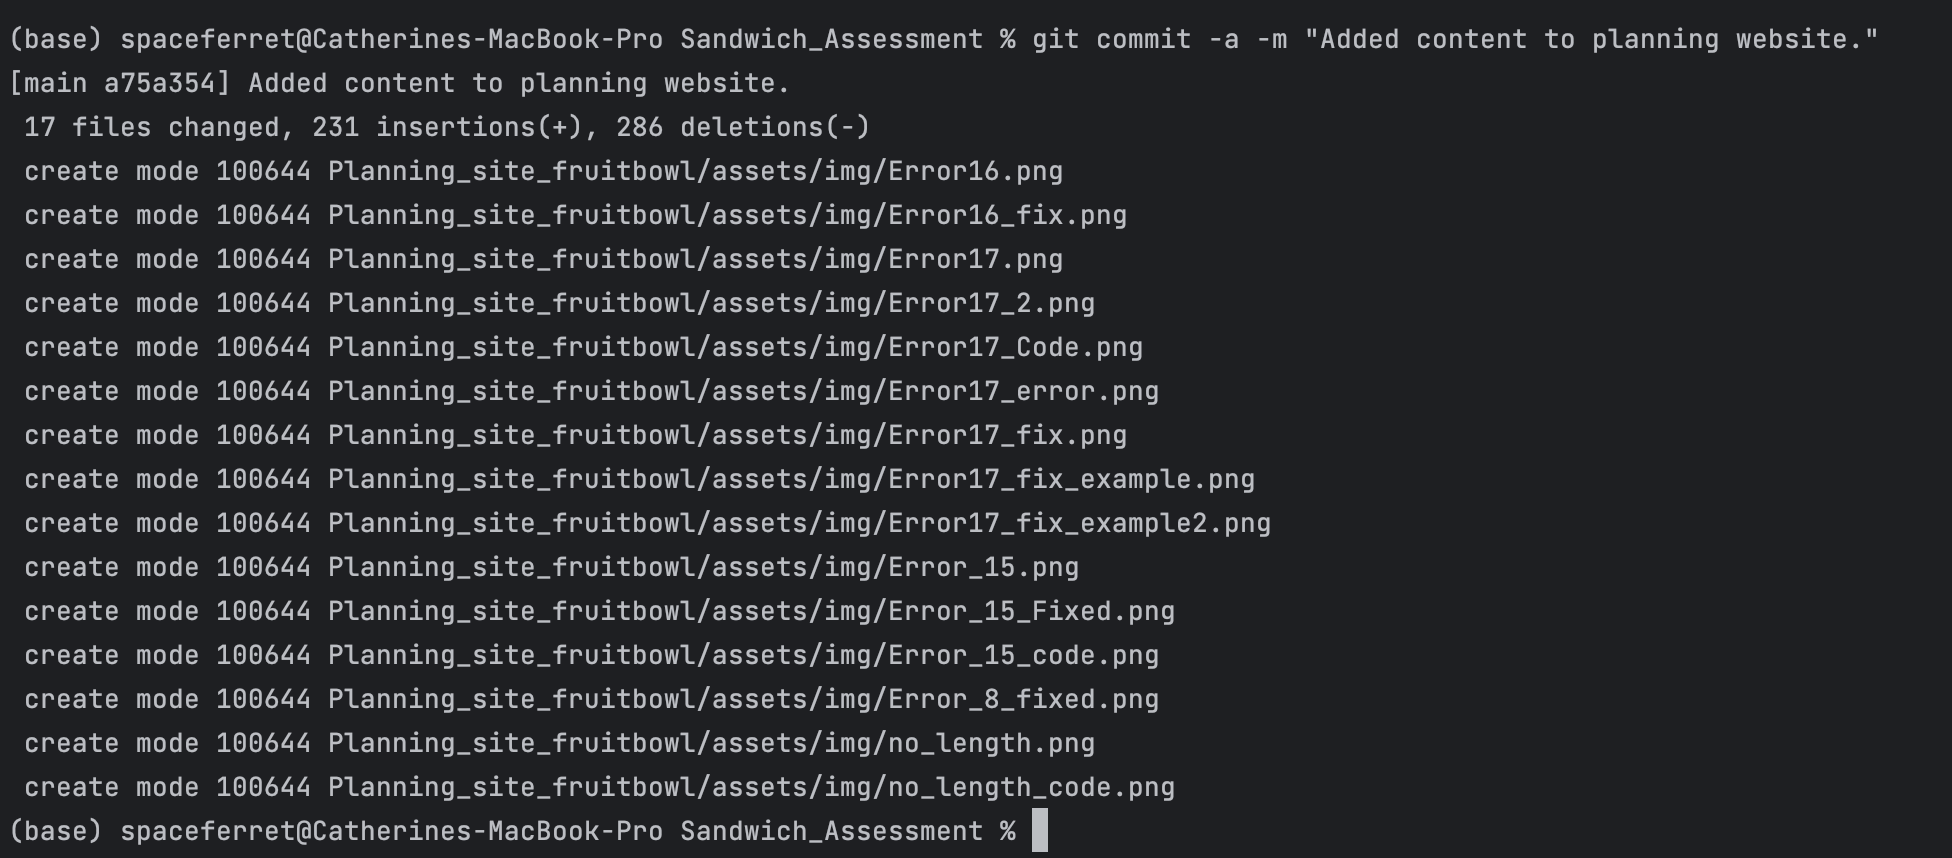 (base) spaceferret@Catherines-MacBook-Pro Sandwich_Assessment % git commit -a -m "Added content to planning website."
[main a75a354] Added content to planning website.
 17 files changed, 231 insertions(+), 286 deletions(-)
 create mode 100644 Planning_site_fruitbowl/assets/img/Error16.png
 create mode 100644 Planning_site_fruitbowl/assets/img/Error16_fix.png
 create mode 100644 Planning_site_fruitbowl/assets/img/Error17.png
 create mode 100644 Planning_site_fruitbowl/assets/img/Error17_2.png
 create mode 100644 Planning_site_fruitbowl/assets/img/Error17_Code.png
 create mode 100644 Planning_site_fruitbowl/assets/img/Error17_error.png
 create mode 100644 Planning_site_fruitbowl/assets/img/Error17_fix.png
 create mode 100644 Planning_site_fruitbowl/assets/img/Error17_fix_example.png
 create mode 100644 Planning_site_fruitbowl/assets/img/Error17_fix_example2.png
 create mode 100644 Planning_site_fruitbowl/assets/img/Error_15.png
 create mode 100644 Planning_site_fruitbowl/assets/img/Error_15_Fixed.png
 create mode 100644 Planning_site_fruitbowl/assets/img/Error_15_code.png
 create mode 100644 Planning_site_fruitbowl/assets/img/Error_8_fixed.png
 create mode 100644 Planning_site_fruitbowl/assets/img/no_length.png
 create mode 100644 Planning_site_fruitbowl/assets/img/no_length_code.png
(base) spaceferret@Catherines-MacBook-Pro Sandwich_Assessment %